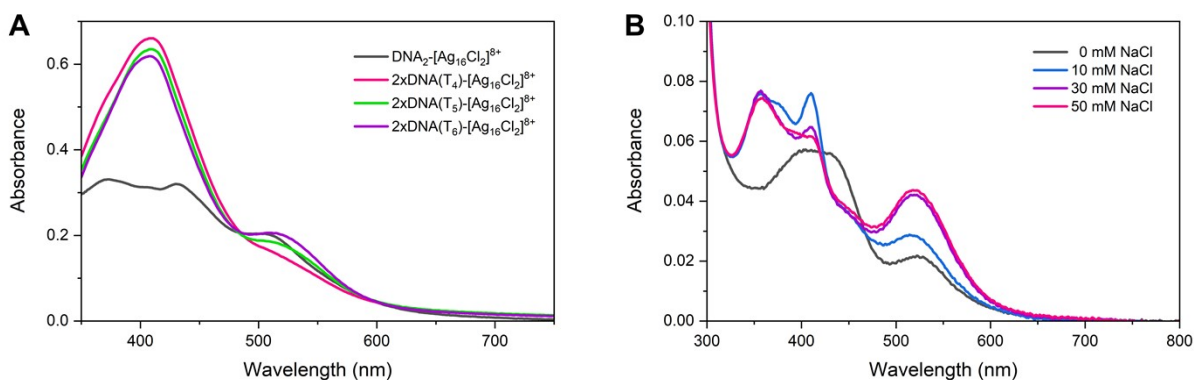 A
DNA₂-[Ag₁₆Cl₂]⁸⁺
2xDNA(T₄)-[Ag₁₆Cl₂]⁸⁺
2xDNA(T₅)-[Ag₁₆Cl₂]⁸⁺
2xDNA(T₆)-[Ag₁₆Cl₂]⁸⁺
0.6
0.4
0.2
0.0
Absorbance
400 500 600 700
Wavelength (nm)
B
0 mM NaCl
10 mM NaCl
30 mM NaCl
50 mM NaCl
0.10
0.08
0.06
0.04
0.02
0.00
Absorbance
300 400 500 600 700 800
Wavelength (nm)